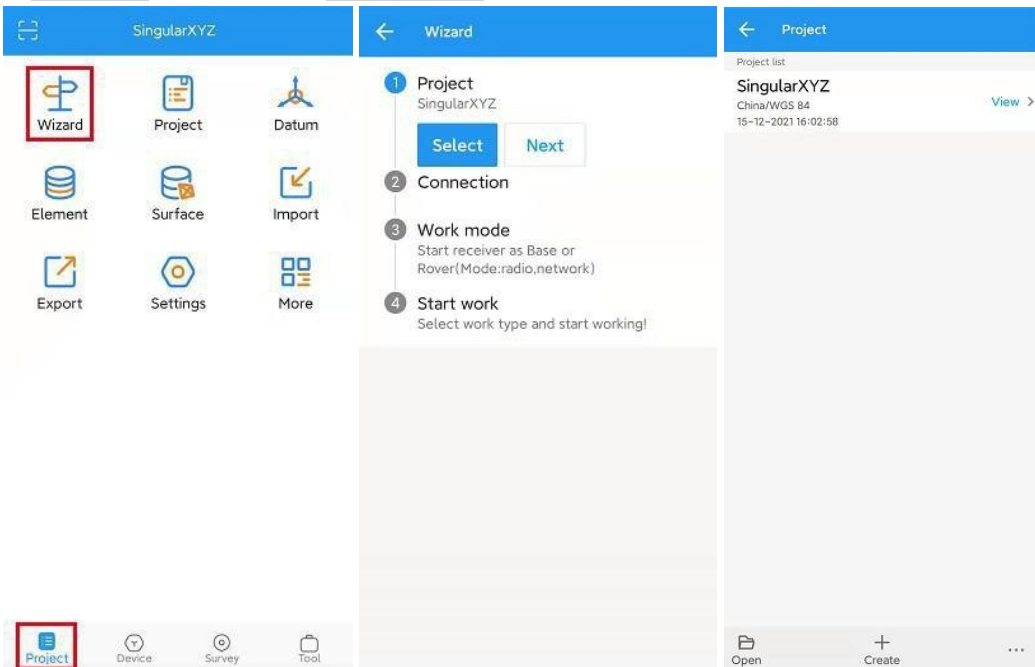 SingularXYZ
Wizard
Project
Datum
Element
Surface
Import
Export
Settings
More
Project
Device
Survey
Tool
Wizard
1
Project
SingularXYZ
Select
Next
2
Connection
3
Work mode
Start receiver as Base or
Rover(Mode:radio,network)
4
Start work
Select work type and start working!
Project
Project list
SingularXYZ
China/WGS 84
15-12-2021 16:02:58
View >
Open
Create
...